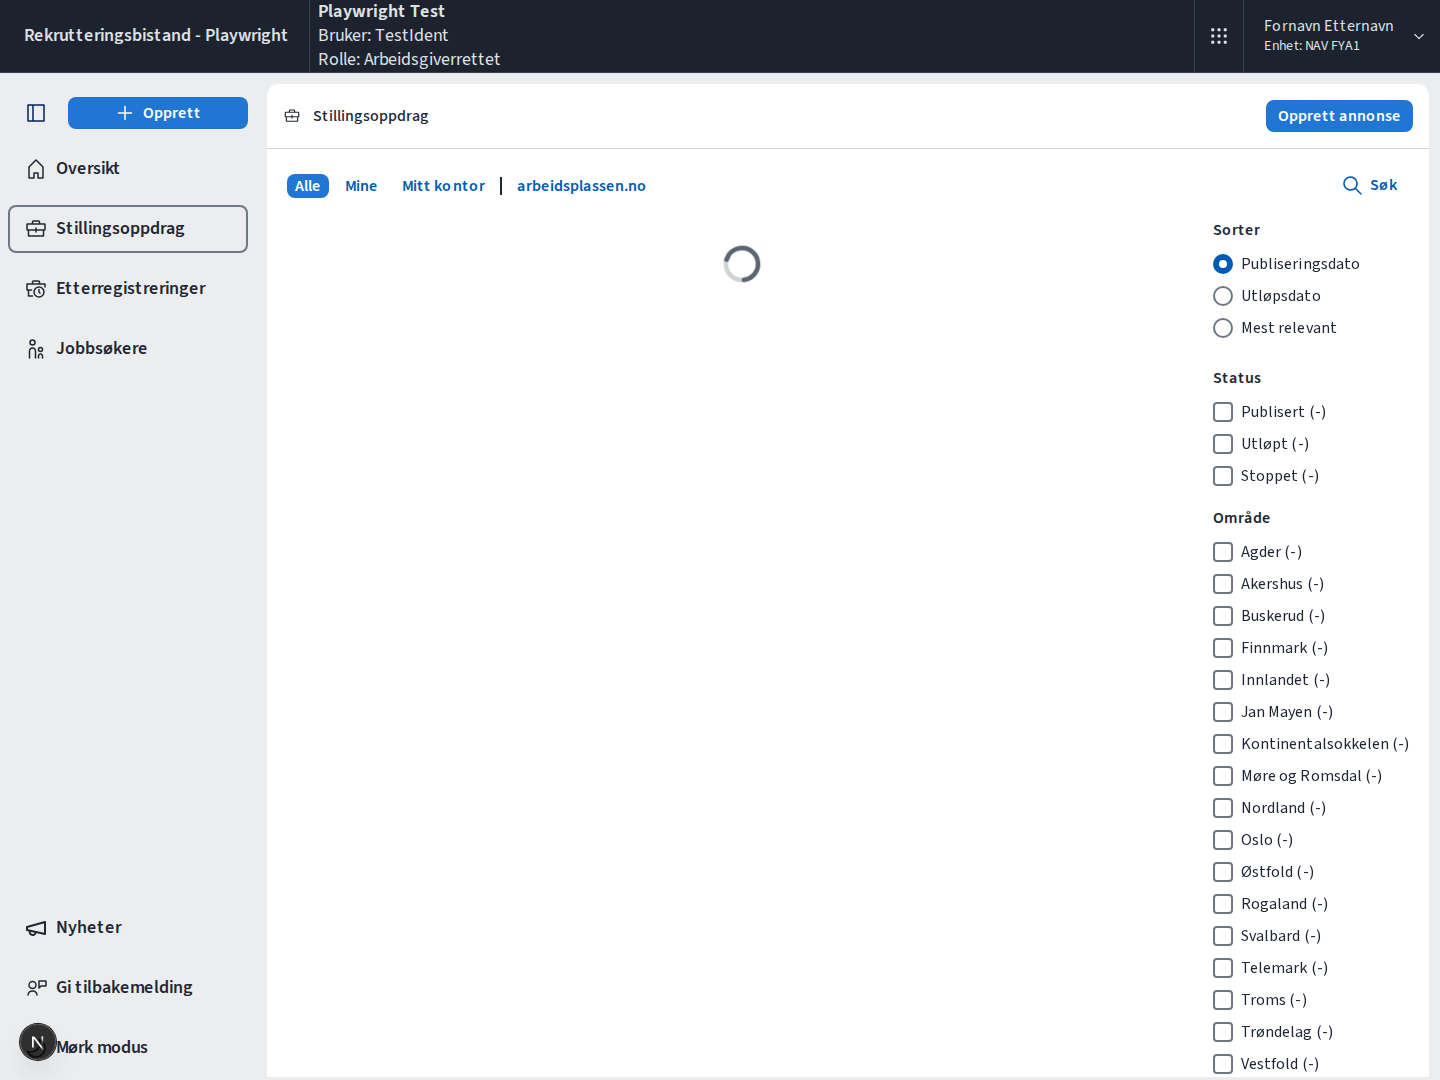 Rekrutteringsbistand - Playwright
Playwright Test
Bruker: TestIdent
Rolle: Arbeidsgiverrettet
Fornavn Etternavn
Enhet: NAV FYA1
Opprett
Oversikt
Stillingsoppdrag
Etterregistreringer
Jobbsøkere
Nyheter
Gi tilbakemelding
N
Mørk modus
Stillingsoppdrag
Opprett annonse
Alle
Mine
Mitt kontor
arbeidsplassen.no
Søk
Sorter
Publiseringsdato
Utløpsdato
Mest relevant
Status
Publisert (-)
Utløpt (-)
Stoppet (-)
Område
Agder (-)
Akershus (-)
Buskerud (-)
Finnmark (-)
Innlandet (-)
Jan Mayen (-)
Kontinentalsokkelen (-)
Møre og Romsdal (-)
Nordland (-)
Oslo (-)
Østfold (-)
Rogaland (-)
Svalbard (-)
Telemark (-)
Troms (-)
Trøndelag (-)
Vestfold (-)